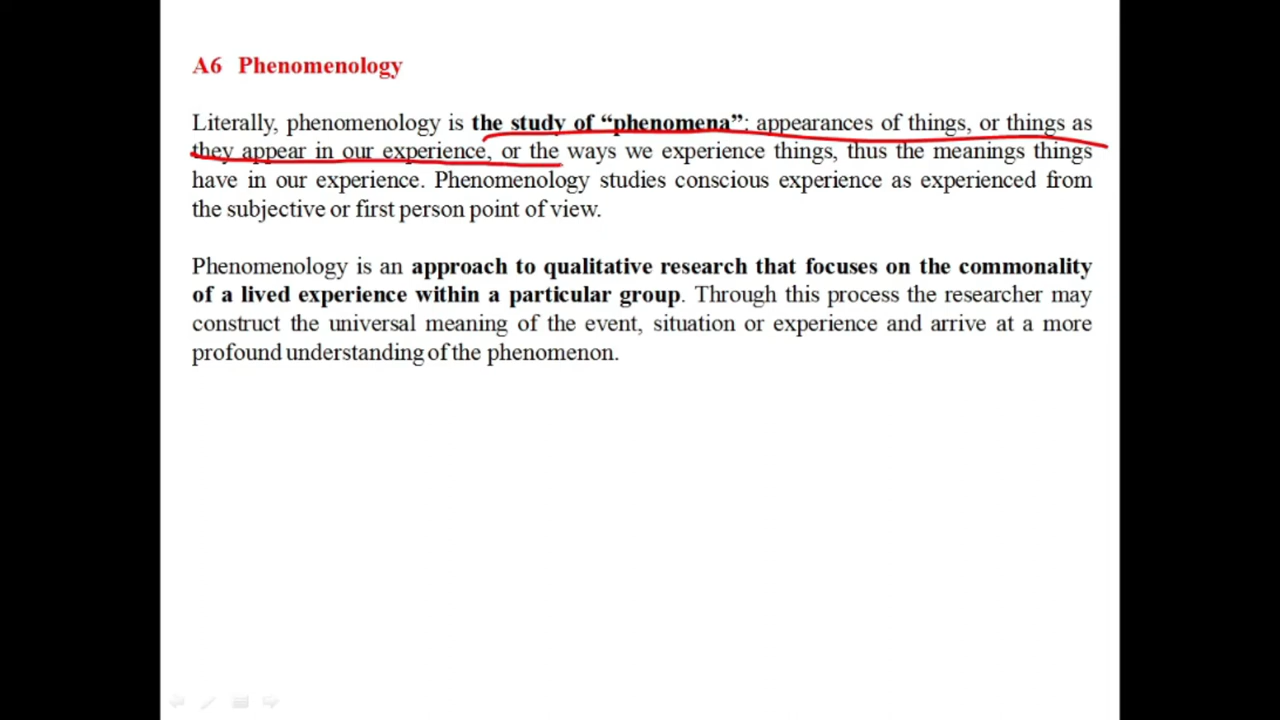 A6 Phenomenology
Literally, phenomenology is the study of “phenomena”: appearances of things, or things as
they appear in our experience, or the ways we experience things, thus the meanings things
have in our experience. Phenomenology studies conscious experience as experienced from
the subjective or first person point of view.
Phenomenology is an approach to qualitative research that focuses on the commonality
of a lived experience within a particular group. Through this process the researcher may
construct the universal meaning of the event, situation or experience and arrive at a more
profound understanding of the phenomenon.